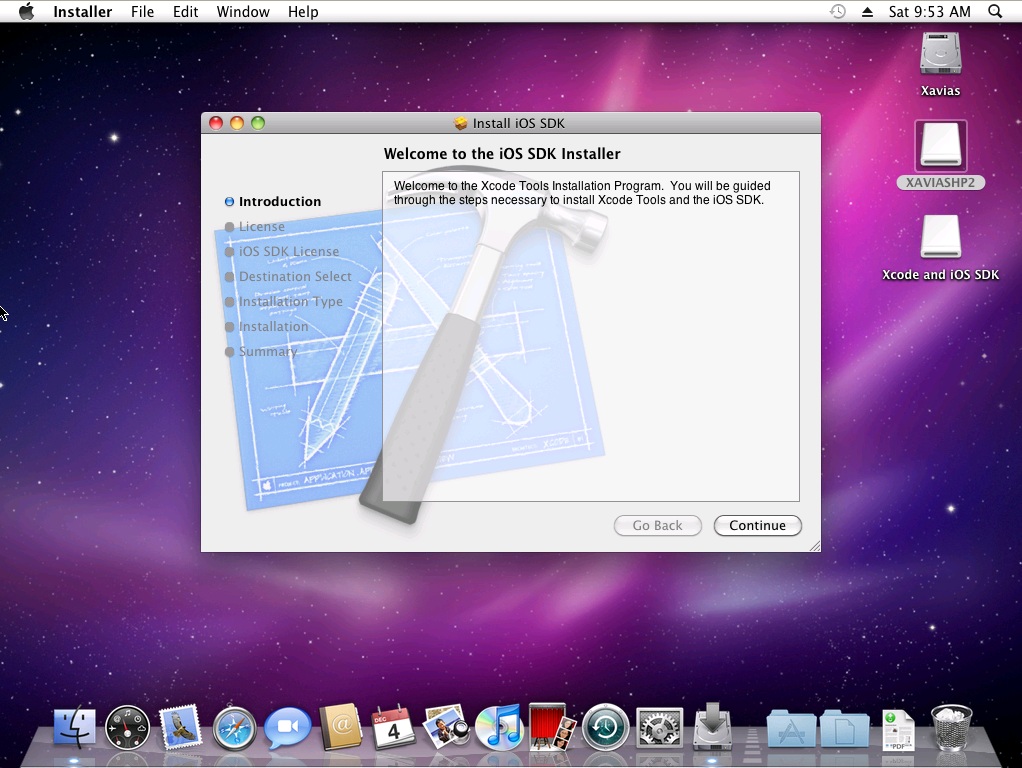 Installer File Edit Window Help Sat 9:53 AM
Xavias
Install iOS SDK
Welcome to the iOS SDK Installer
XAVIASHP2
Welcome to the Xcode Tools Installation Program. You will be guided
through the steps necessary to install Xcode Tools and the iOS SDK.
Introduction
License
iOS SDK License
Destination Select
Installation Type
Installation
Summary
Xcode and iOS SDK
Go Back
Continue
DEC
4
PDF